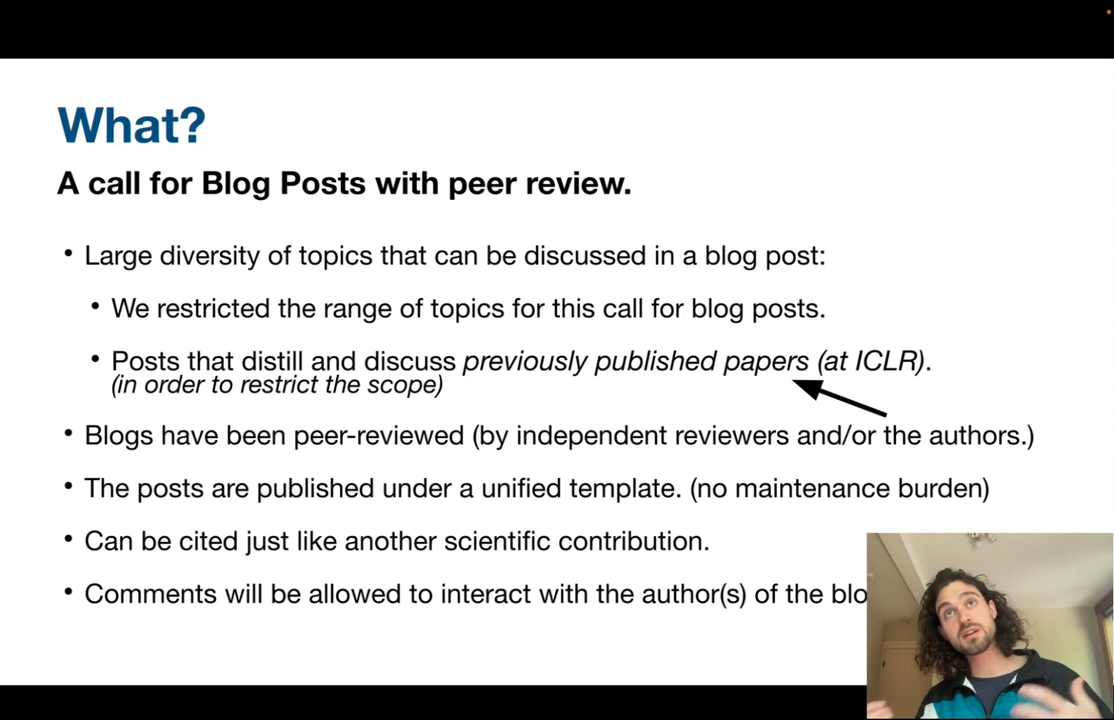 What?
A call for Blog Posts with peer review.
• Large diversity of topics that can be discussed in a blog post:
• We restricted the range of topics for this call for blog posts.
• Posts that distill and discuss previously published papers (at ICLR).
(in order to restrict the scope)
• Blogs have been peer-reviewed (by independent reviewers and/or the authors.)
• The posts are published under a unified template. (no maintenance burden)
• Can be cited just like another scientific contribution.
• Comments will be allowed to interact with the author(s) of the blo